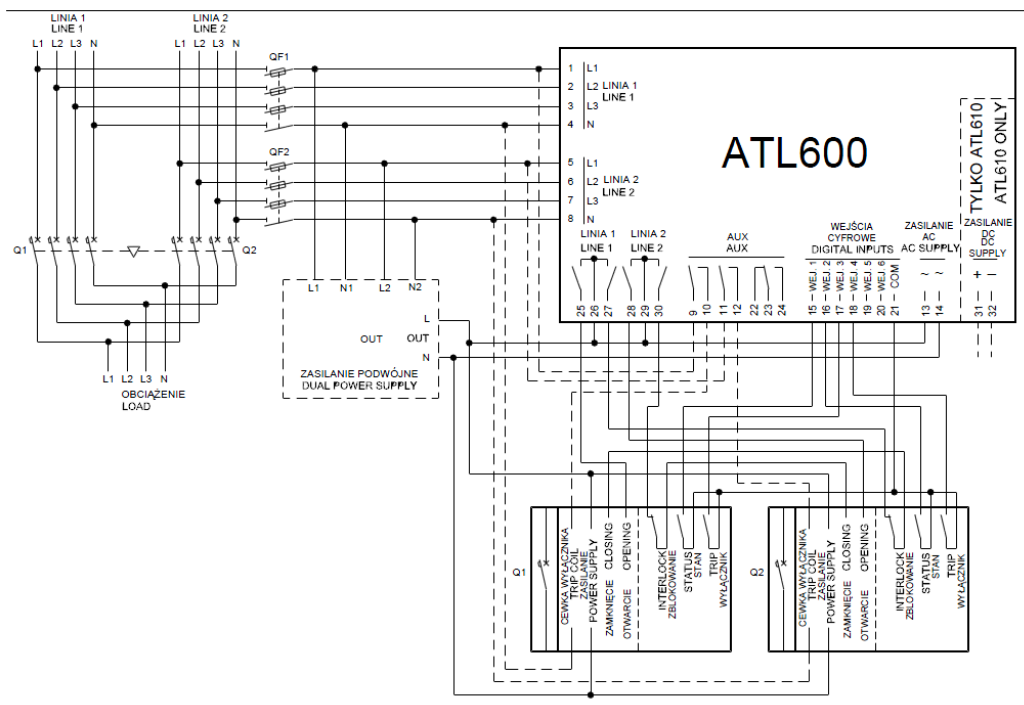 LINIA 1
LINE 1
LINIA 2
LINE 2
L1 L2 L3 N
L1 L2 L3 N
QF1
QF2
Q1
Q2
L1 L2 L3 N
OBCIĄŻENIE
LOAD
L1 N1 L2 N2
L
OUT OUT
N
ZASILANIE PODWÓJNE
DUAL POWER SUPPLY
ATL600
1 L1
2 L2
3 L3
4 N
LINIA 1
LINE 1
5 L1
6 L2
7 L3
8 N
LINIA 2
LINE 2
TYLKO ATL610
ATL610 ONLY
LINIA 1
LINE 1
LINIA 2
LINE 2
AUX
AUX
WEJŚCIA
CYFROWE
DIGITAL INPUTS
ZASILANIE
AC
AC SUPPLY
ZASILANIE
DC
DC
SUPPLY
WEJ. 1
WEJ. 2
WEJ. 3
WEJ. 4
WEJ. 5
WEJ. 6
COM
~ ~
+ −
25 26 27 28 29 30 9 10 11 12 22 23 24 15 16 17 18 19 20 21 13 14 31 32
Q1
CEWKA WYŁĄCZNIKA
TRIP COIL
ZASILANIE
POWER SUPPLY
ZAMKNIĘCIE CLOSING
OTWARCIE OPENING
INTERLOCK
ZBLOKOWANIE
STATUS
STAN
TRIP
WYŁĄCZNIK
Q2
CEWKA WYŁĄCZNIKA
TRIP COIL
ZASILANIE
POWER SUPPLY
ZAMKNIĘCIE CLOSING
OTWARCIE OPENING
INTERLOCK
ZBLOKOWANIE
STATUS
STAN
TRIP
WYŁĄCZNIK